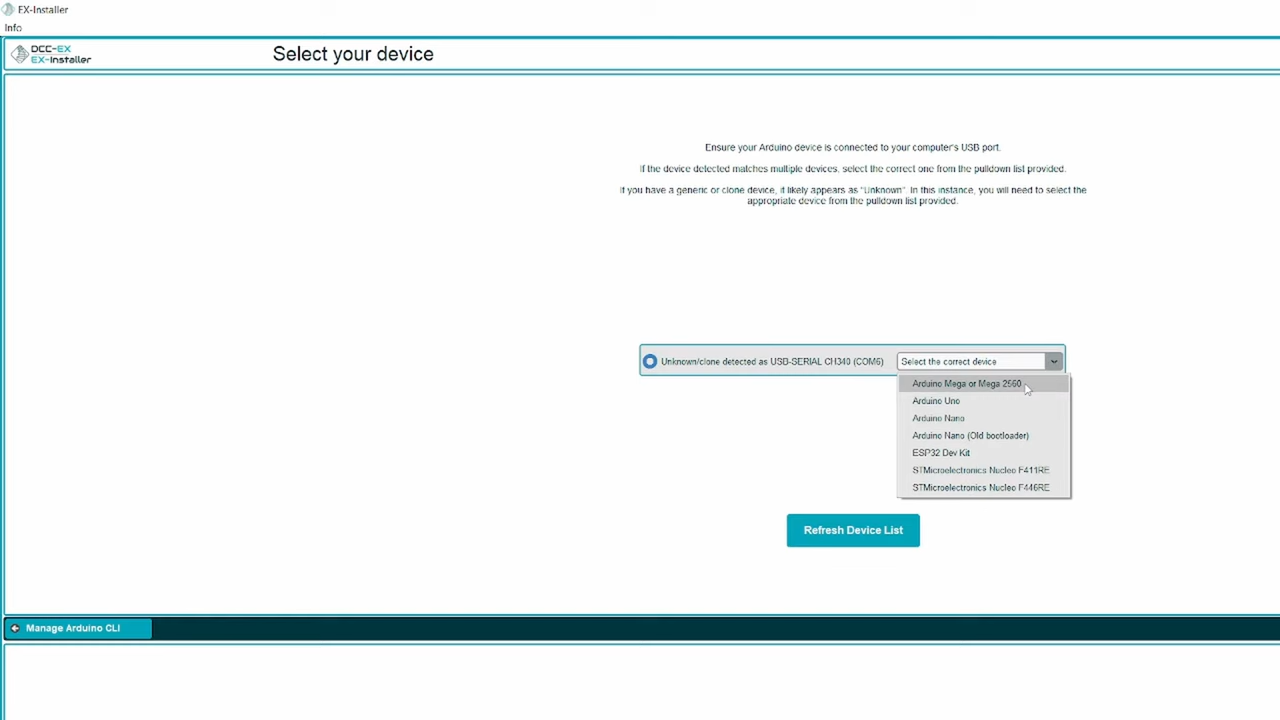 EX-Installer
Info
DCC-EX
EX-Installer
Select your device
Ensure your Arduino device is connected to your computer's USB port.
If the device detected matches multiple devices, select the correct one from the pulldown list provided.
If you have a generic or clone device, it likely appears as "Unknown". In this instance, you will need to select the
appropriate device from the pulldown list provided.
Unknown/clone detected as USB-SERIAL CH340 (COM6)
Select the correct device
Arduino Mega or Mega 2560
Arduino Uno
Arduino Nano
Arduino Nano (Old bootloader)
ESP32 Dev Kit
STMicroelectronics Nucleo F411RE
STMicroelectronics Nucleo F446RE
Refresh Device List
Manage Arduino CLI